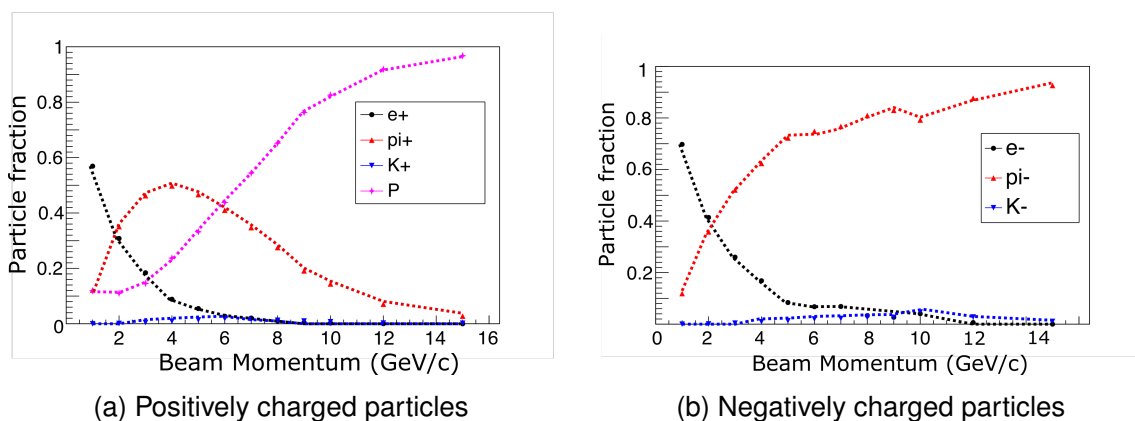 Particle fraction
1
0.8
0.6
0.4
0.2
0
2
4
6
8
10
12
14
16
Beam Momentum (GeV/c)
e+
pi+
K+
P
(a) Positively charged particles
Particle fraction
1
0.8
0.6
0.4
0.2
0
2
4
6
8
10
12
14
Beam Momentum (GeV/c)
e-
pi-
K-
(b) Negatively charged particles